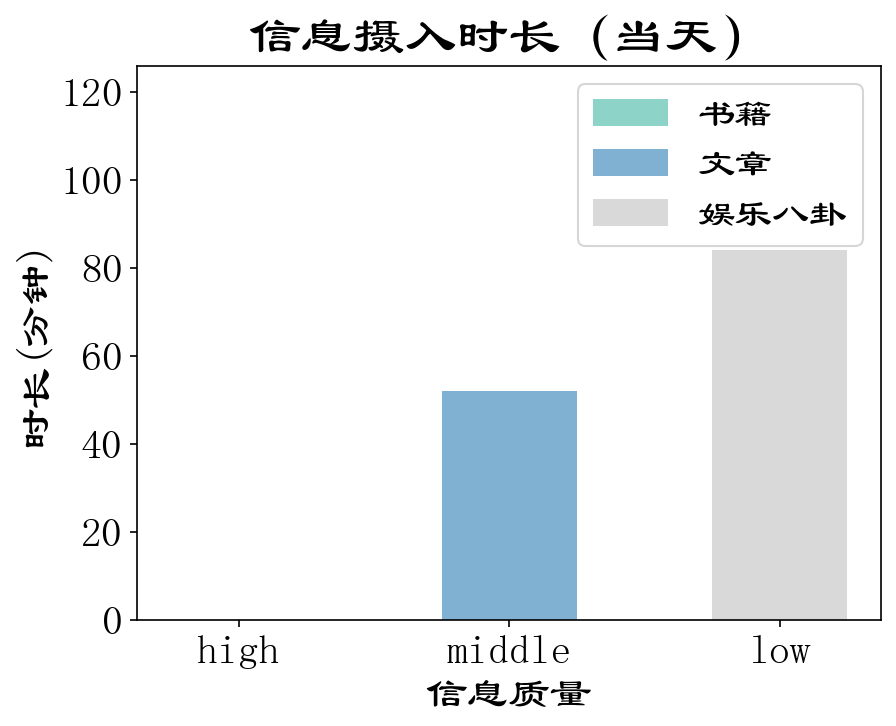 信息摄入时长 (当天)
时长(分钟)
120
100
80
60
40
20
0
书籍
文章
娱乐八卦
high middle low
信息质量